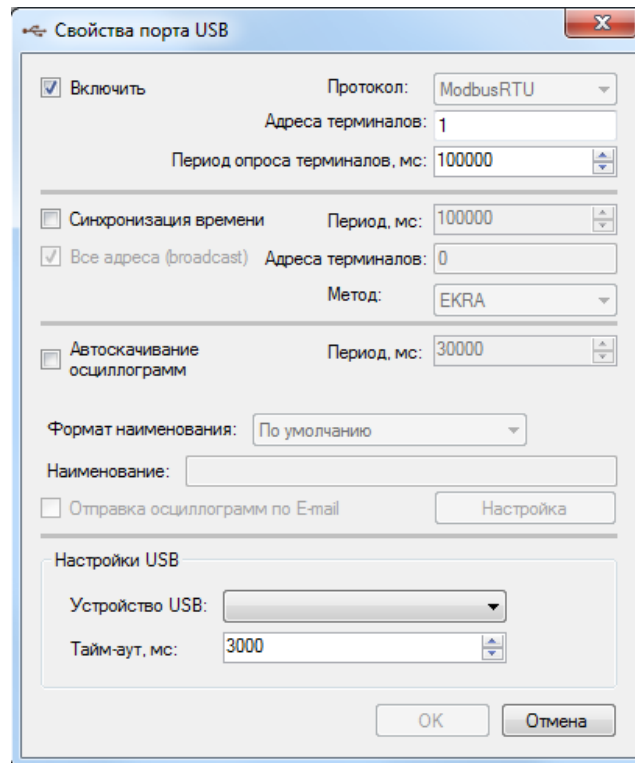 Свойства порта USB
Включить Протокол: ModbusRTU
Адреса терминалов: 1
Период опроса терминалов, мс: 100000
Синхронизация времени Период, мс: 100000
Все адреса (broadcast) Адреса терминалов: 0
Метод: EKRA
Автоскачивание осциллограмм Период, мс: 30000
Формат наименования: По умолчанию
Наименование:
Отправка осциллограмм по E-mail Настройка
Настройки USB
Устройство USB:
Тайм-аут, мс: 3000
OK Отмена